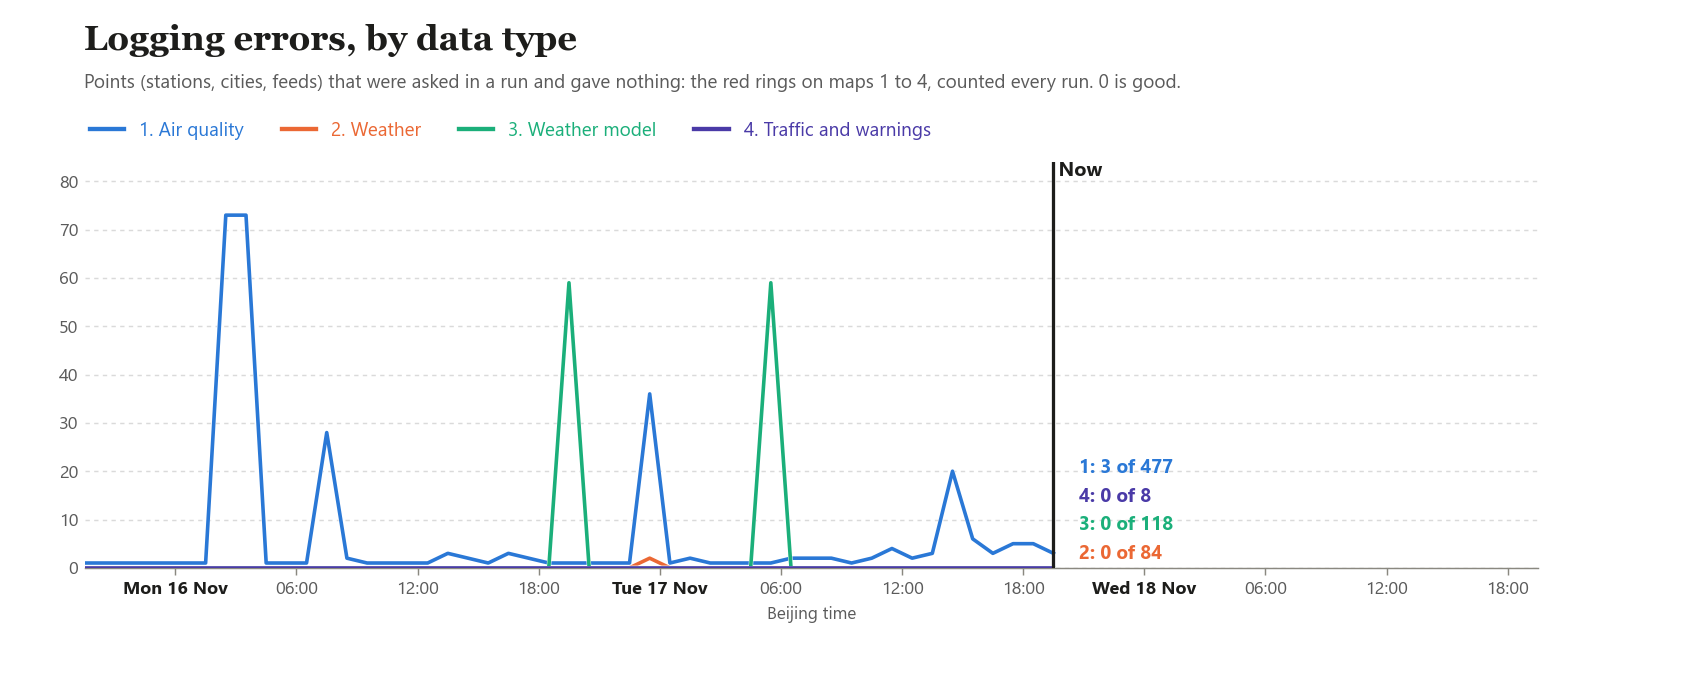 Logging errors, by data type
Points (stations, cities, feeds) that were asked in a run and gave nothing: the red rings on maps 1 to 4, counted every run. 0 is good.
1. Air quality 2. Weather 3. Weather model 4. Traffic and warnings
Now
80
70
60
50
40
30
20
10
0
1: 3 of 477
4: 0 of 8
3: 0 of 118
2: 0 of 84
Mon 16 Nov 06:00 12:00 18:00 Tue 17 Nov 06:00 12:00 18:00 Wed 18 Nov 06:00 12:00 18:00
Beijing time